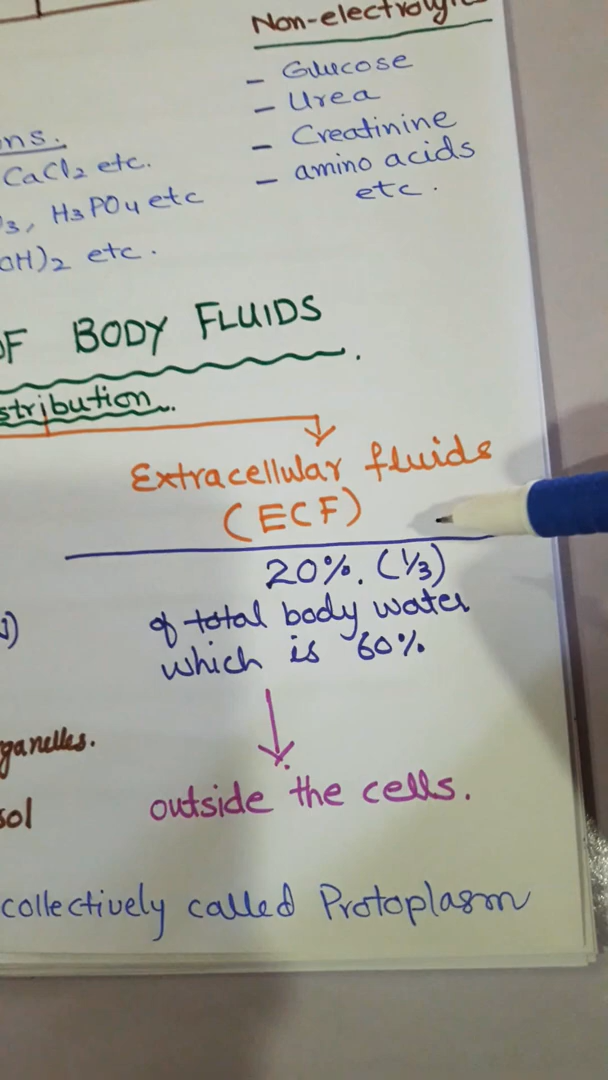 Non-electrolyte
- Glucose
- Urea
- Creatinine
- amino acids
etc.
ns.
CaCl2 etc.
3, H3PO4 etc
OH)2 etc.
OF BODY FLUIDS
stribution
Extracellular fluids
(ECF)
20%. (1/3)
of total body water
which is 60%
ganelles.
outside the cells.
sol
collectively called Protoplasm